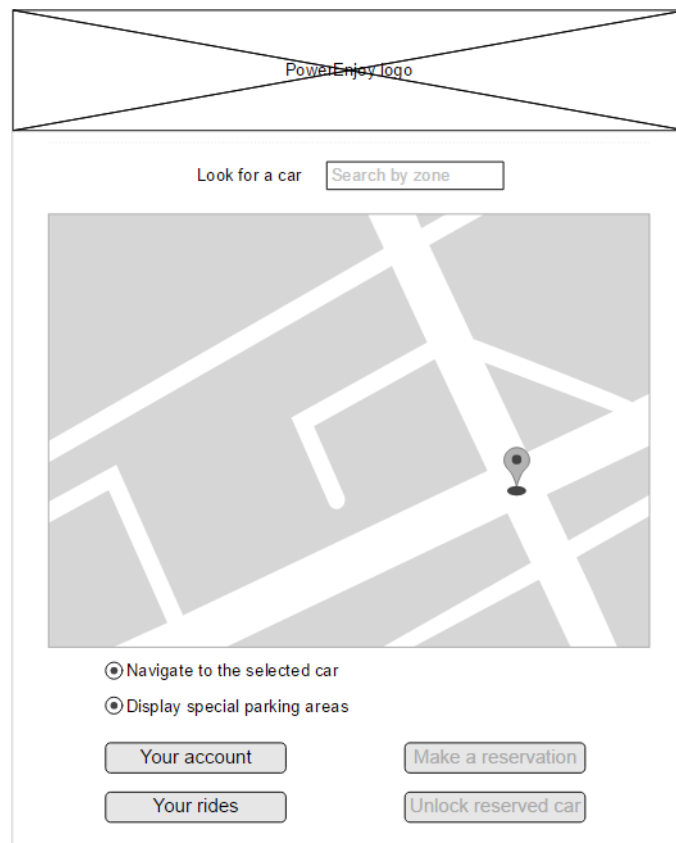 PowerEnjoy logo
Look for a car
Search by zone
Navigate to the selected car
Display special parking areas
Your account
Make a reservation
Your rides
Unlock reserved car